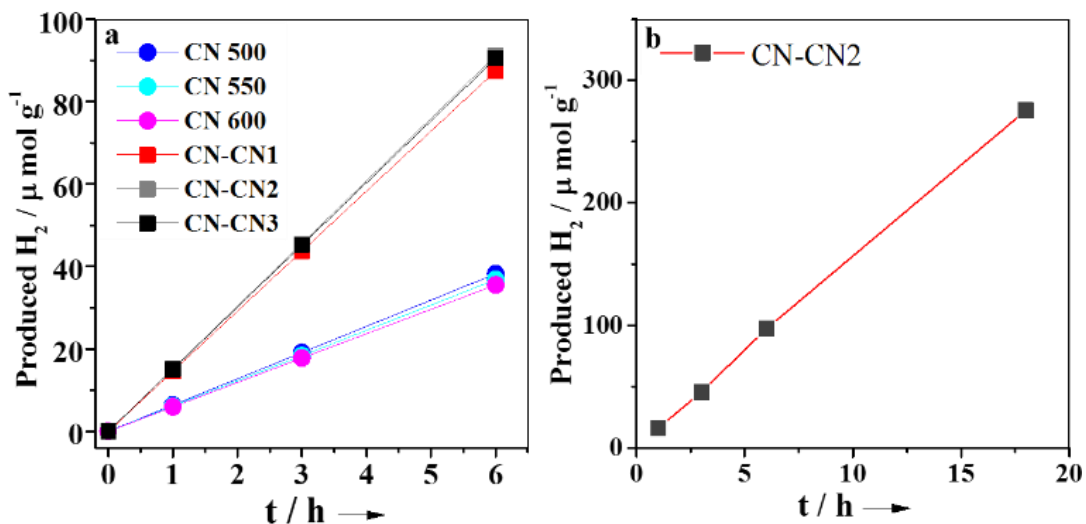 a
CN 500
CN 550
CN 600
CN-CN1
CN-CN2
CN-CN3
Produced H₂ / μ mol g⁻¹
100
80
60
40
20
0
0 1 2 3 4 5 6
t / h →
b
CN-CN2
Produced H₂ / μ mol g⁻¹
300
200
100
0
0 5 10 15 20
t / h →